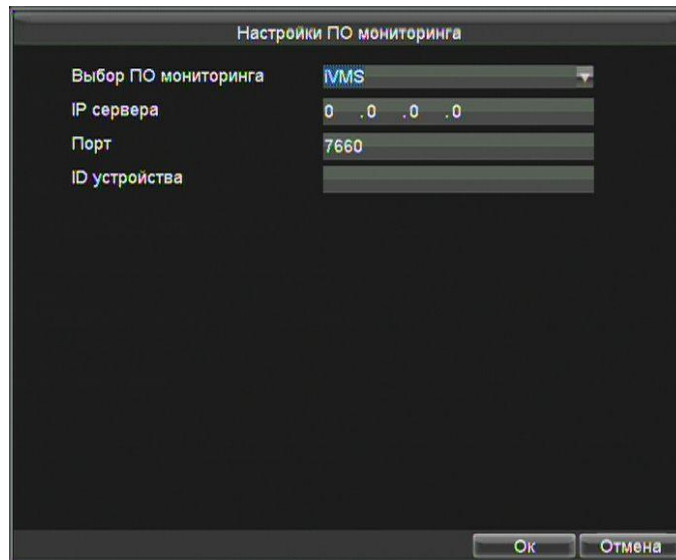 Настройки ПО мониторинга
Выбор ПО мониторинга iVMS
IP сервера 0 .0 .0 .0
Порт 7660
ID устройства
Ок Отмена